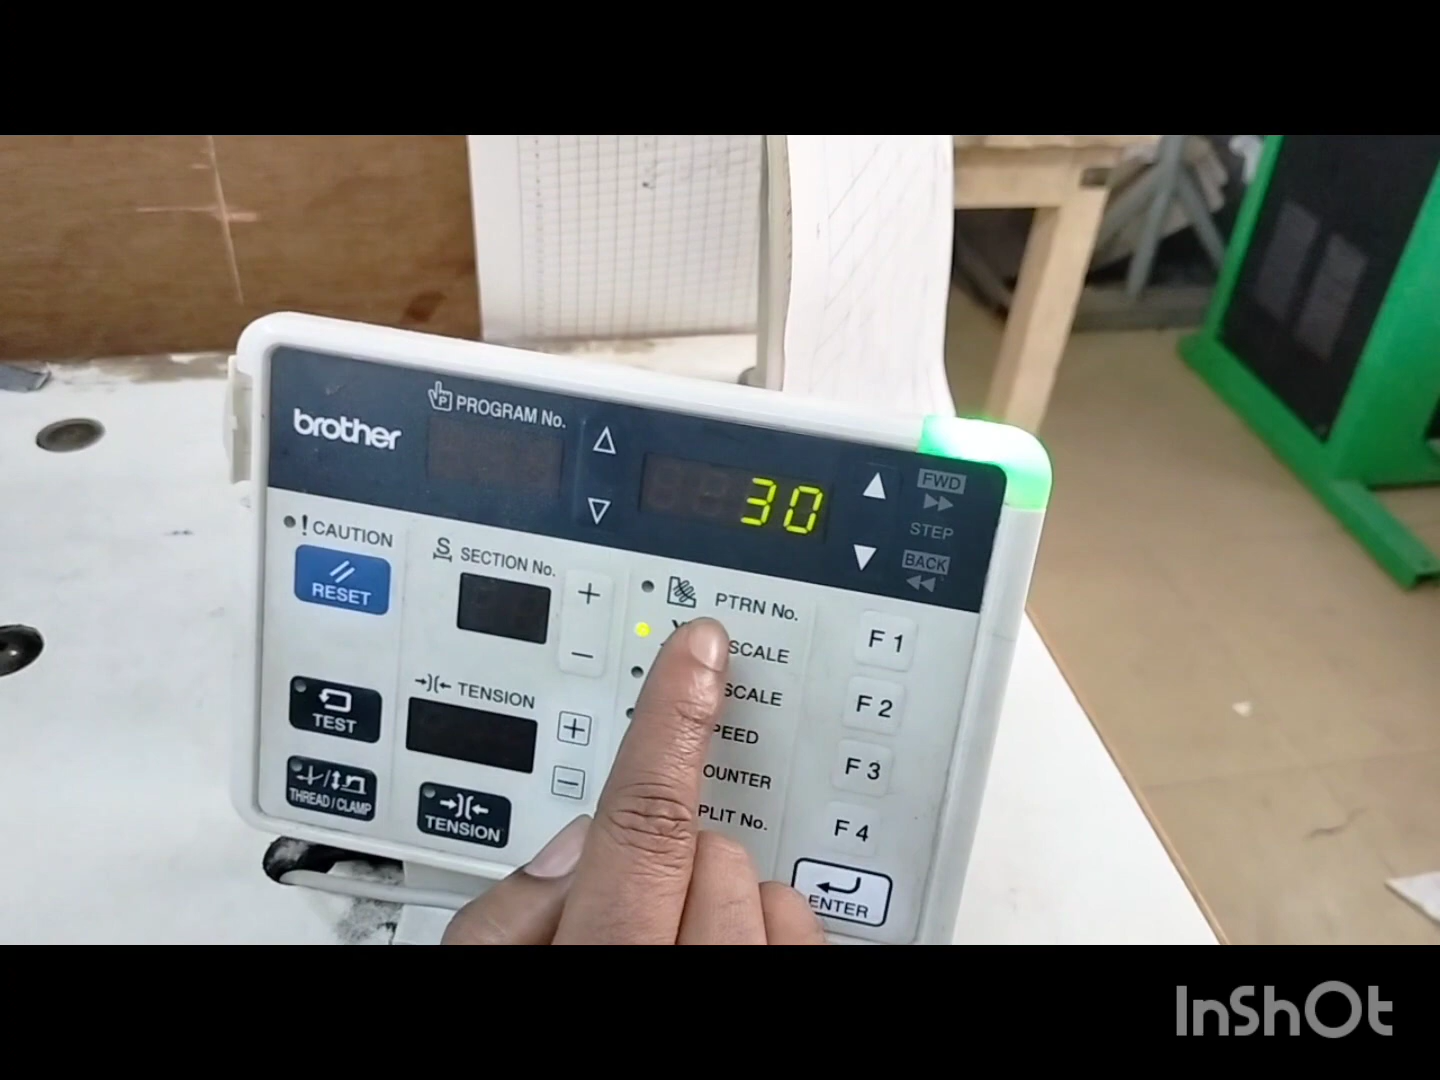 PROGRAM No.
brother
30
FWD
STEP
BACK
! CAUTION
RESET
S SECTION No.
+
−
PTRN No.
SCALE
SCALE
PEED
OUNTER
PLIT No.
TEST
TENSION
+
−
THREAD / CLAMP
TENSION
F 1
F 2
F 3
F 4
ENTER
InShOt